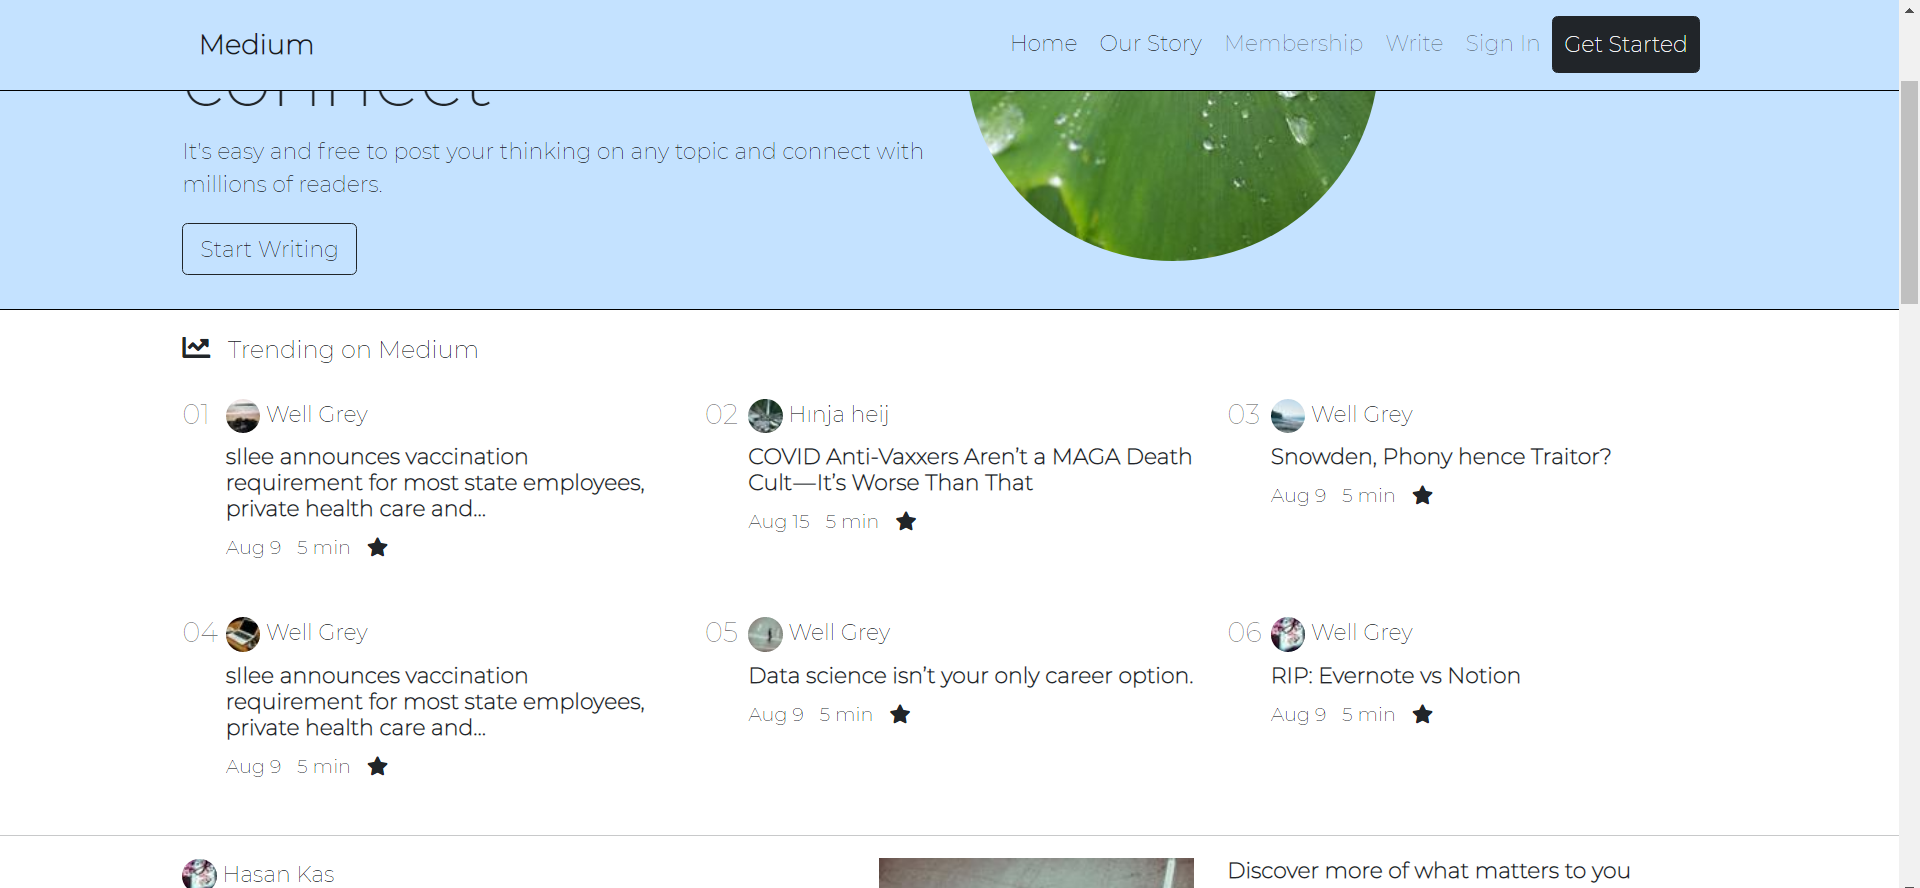 Medium
Home Our Story Membership Write Sign In Get Started
connect
It's easy and free to post your thinking on any topic and connect with
millions of readers.
Start Writing
Trending on Medium
01 Well Grey
sllee announces vaccination
requirement for most state employees,
private health care and...
Aug 9 5 min
02 Hınja heij
COVID Anti-Vaxxers Aren’t a MAGA Death
Cult—It’s Worse Than That
Aug 15 5 min
03 Well Grey
Snowden, Phony hence Traitor?
Aug 9 5 min
04 Well Grey
sllee announces vaccination
requirement for most state employees,
private health care and...
Aug 9 5 min
05 Well Grey
Data science isn’t your only career option.
Aug 9 5 min
06 Well Grey
RIP: Evernote vs Notion
Aug 9 5 min
Hasan Kas
Discover more of what matters to you